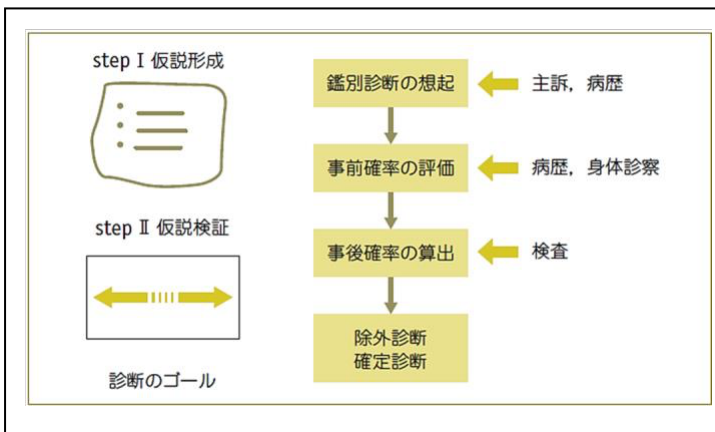 step Ⅰ 仮説形成
step Ⅱ 仮説検証
診断のゴール
鑑別診断の想起
主訴，病歴
事前確率の評価
病歴，身体診察
事後確率の算出
検査
除外診断
確定診断